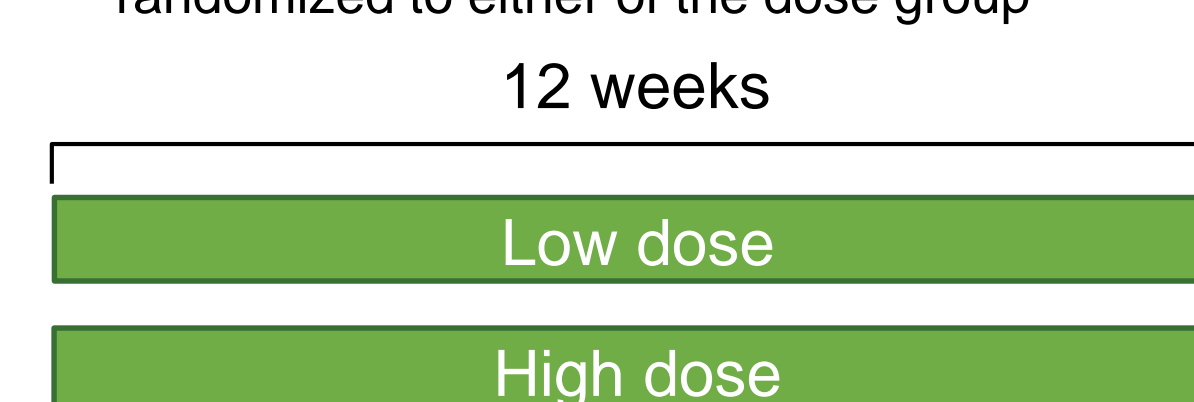 randomized to either of the dose group
12 weeks
Low dose
High dose